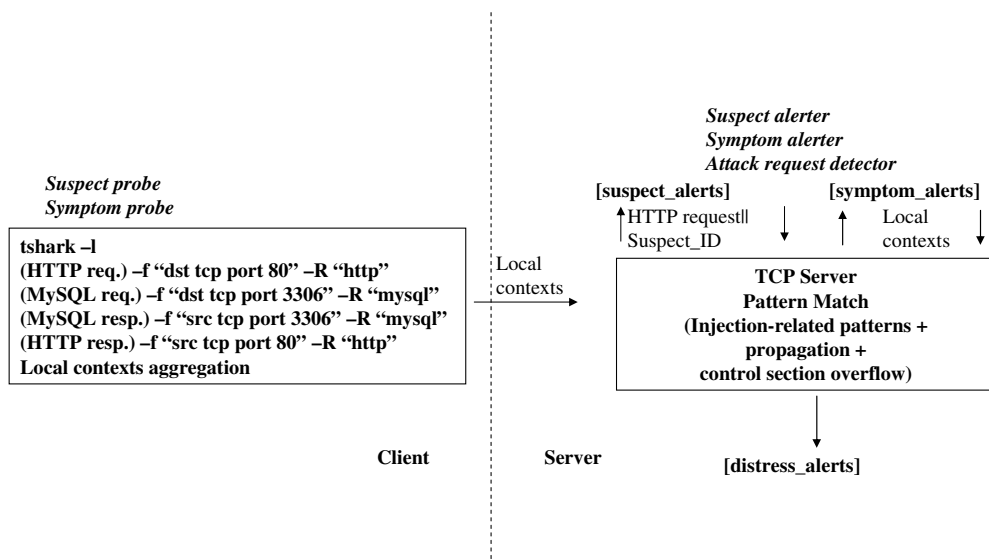 Suspect probe
Symptom probe
tshark –l
(HTTP req.) –f “dst tcp port 80” –R “http”
(MySQL req.) –f “dst tcp port 3306” –R “mysql”
(MySQL resp.) –f “src tcp port 3306” –R “mysql”
(HTTP resp.) –f “src tcp port 80” –R “http”
Local contexts aggregation
Client
Local
contexts
Suspect alerter
Symptom alerter
Attack request detector
[suspect_alerts]
[symptom_alerts]
HTTP request||
Suspect_ID
Local
contexts
TCP Server
Pattern Match
(Injection-related patterns +
propagation +
control section overflow)
Server
[distress_alerts]